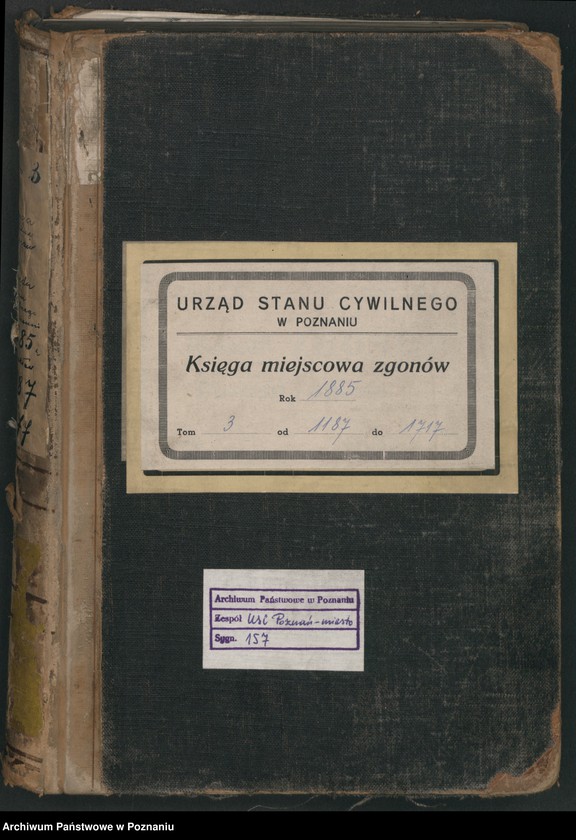 URZĄD STANU CYWILNEGO
W POZNANIU
Księga miejscowa zgonów
Rok 1885
Tom 3 od 1187 do 1717
Archiwum Państwowe w Poznaniu
Zespół USC Poznań-miasto
Sygn. 157
Archiwum Państwowe w Poznaniu